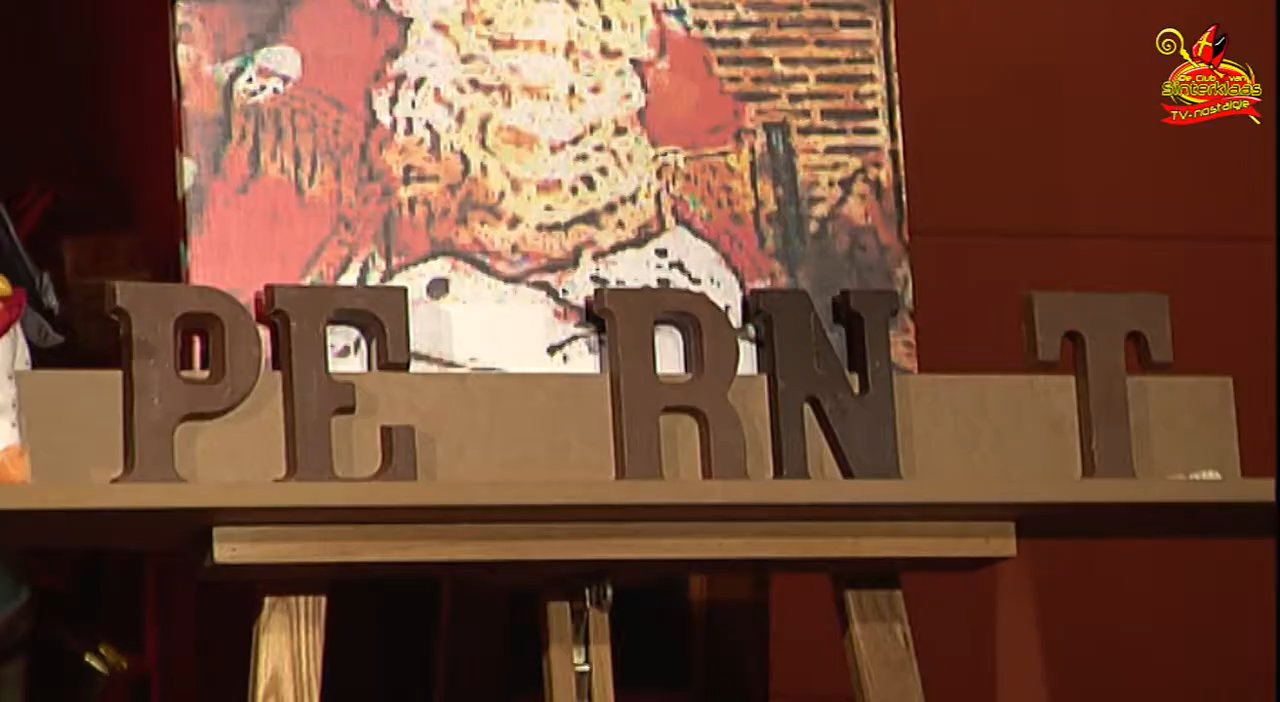 De Club van
Sinterklaas
TV-nostalgie
PE RN T